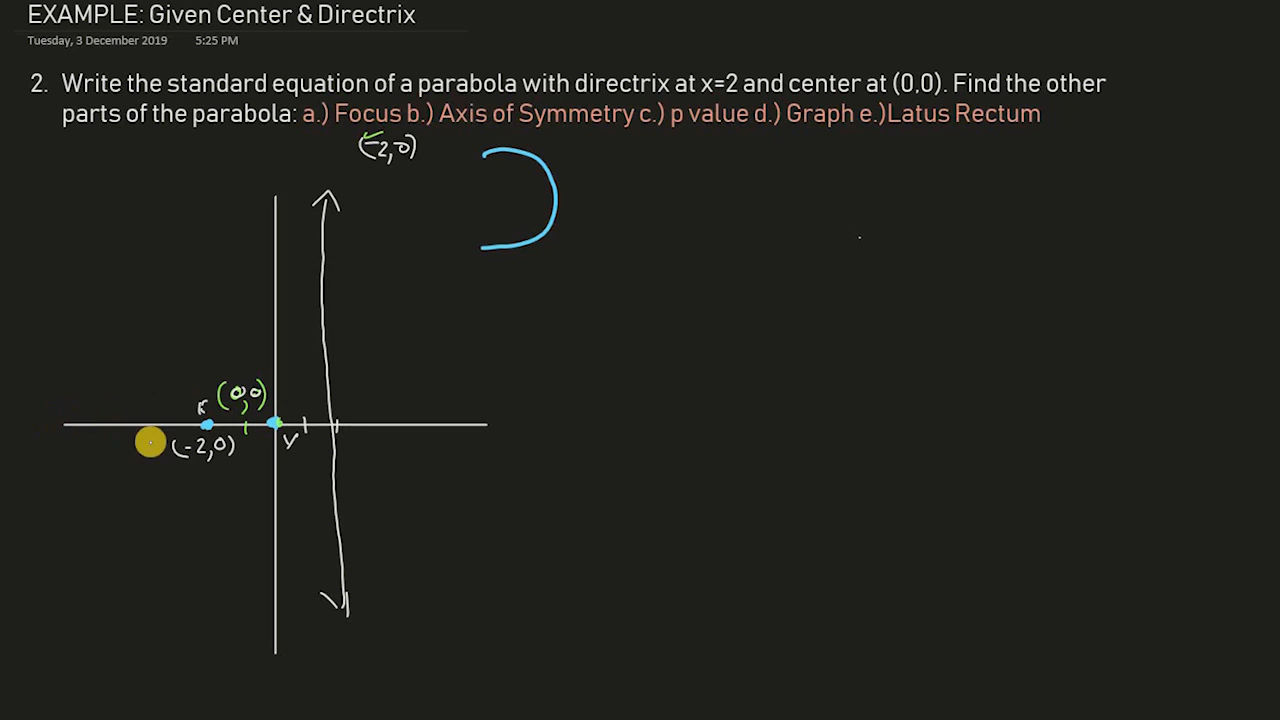 EXAMPLE: Given Center & Directrix
Tuesday, 3 December 2019 5:25 PM
2. Write the standard equation of a parabola with directrix at x=2 and center at (0,0). Find the other
parts of the parabola: a.) Focus b.) Axis of Symmetry c.) p value d.) Graph e.)Latus Rectum
(-2,0)
(0,0)
(-2,0)
V